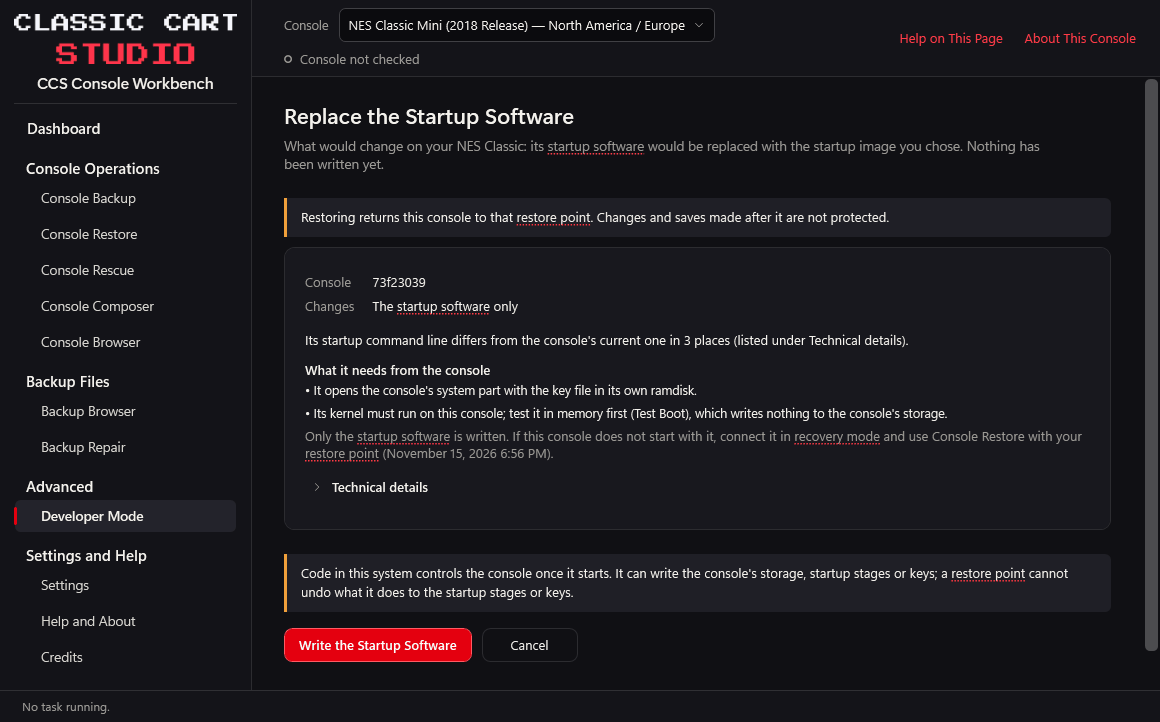 CLASSIC CART
STUDIO
CCS Console Workbench
Dashboard
Console Operations
Console Backup
Console Restore
Console Rescue
Console Composer
Console Browser
Backup Files
Backup Browser
Backup Repair
Advanced
Developer Mode
Settings and Help
Settings
Help and About
Credits
Console
NES Classic Mini (2018 Release) — North America / Europe
Console not checked
Help on This Page
About This Console
Replace the Startup Software
What would change on your NES Classic: its startup software would be replaced with the startup image you chose. Nothing has
been written yet.
Restoring returns this console to that restore point. Changes and saves made after it are not protected.
Console 73f23039
Changes The startup software only
Its startup command line differs from the console's current one in 3 places (listed under Technical details).
What it needs from the console
• It opens the console's system part with the key file in its own ramdisk.
• Its kernel must run on this console; test it in memory first (Test Boot), which writes nothing to the console's storage.
Only the startup software is written. If this console does not start with it, connect it in recovery mode and use Console Restore with your
restore point (November 15, 2026 6:56 PM).
Technical details
Code in this system controls the console once it starts. It can write the console's storage, startup stages or keys; a restore point cannot
undo what it does to the startup stages or keys.
Write the Startup Software
Cancel
No task running.